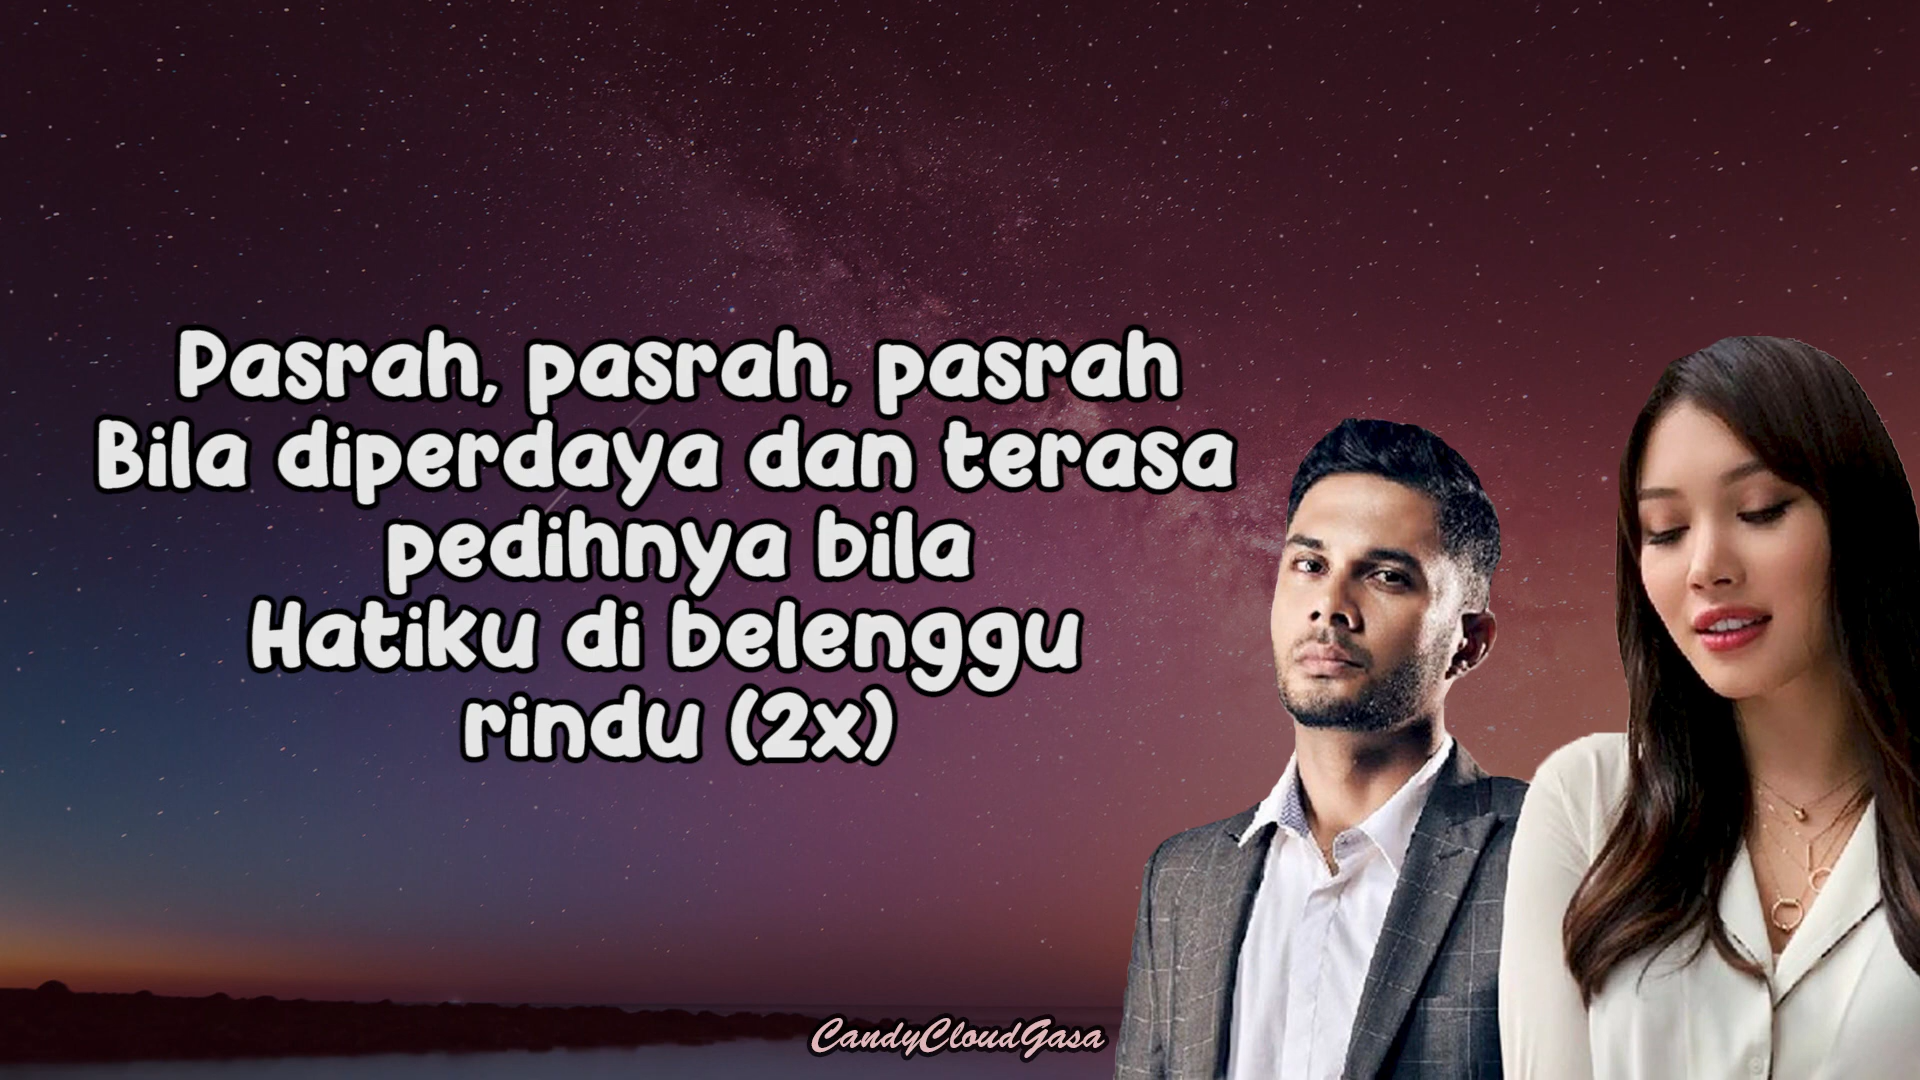 Pasrah, pasrah, pasrah
Bila diperdaya dan terasa
pedihnya bila
Hatiku di belenggu
rindu (2x)
CandyCloudGasa